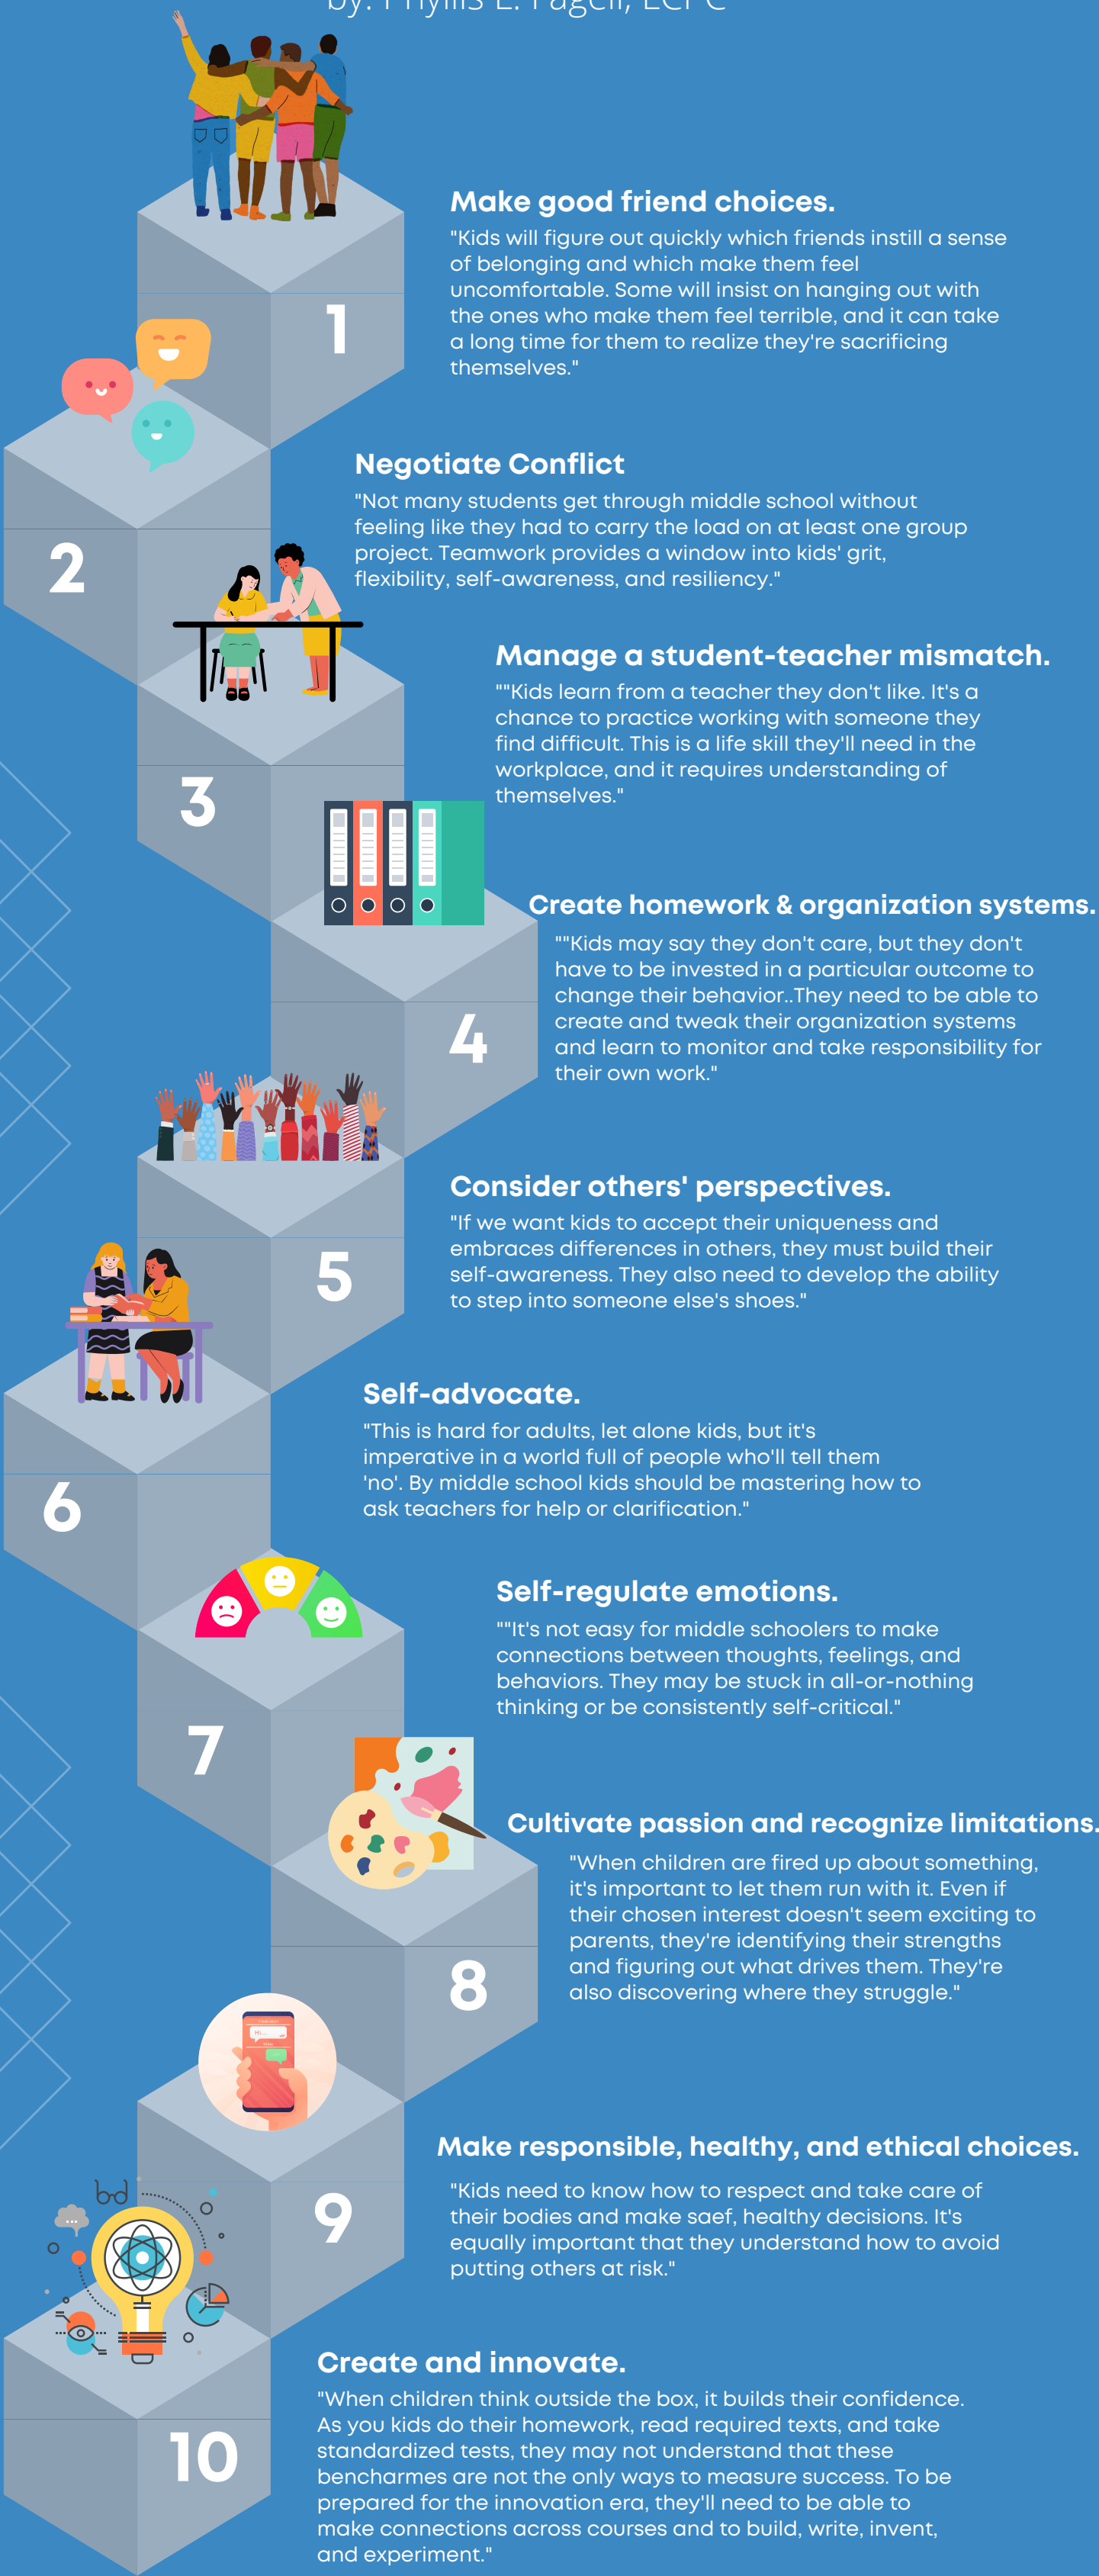 by: Phyllis L. Fagell, LCPC
Make good friend choices.
"Kids will figure out quickly which friends instill a sense
of belonging and which make them feel
uncomfortable. Some will insist on hanging out with
the ones who make them feel terrible, and it can take
a long time for them to realize they're sacrificing
themselves."
1
Negotiate Conflict
"Not many students get through middle school without
feeling like they had to carry the load on at least one group
project. Teamwork provides a window into kids' grit,
flexibility, self-awareness, and resiliency."
2
Manage a student-teacher mismatch.
""Kids learn from a teacher they don't like. It's a
chance to practice working with someone they
find difficult. This is a life skill they'll need in the
workplace, and it requires understanding of
themselves."
3
Create homework & organization systems.
""Kids may say they don't care, but they don't
have to be invested in a particular outcome to
change their behavior..They need to be able to
create and tweak their organization systems
and learn to monitor and take responsibility for
their own work."
4
Consider others' perspectives.
"If we want kids to accept their uniqueness and
embraces differences in others, they must build their
self-awareness. They also need to develop the ability
to step into someone else's shoes."
5
Self-advocate.
"This is hard for adults, let alone kids, but it's
imperative in a world full of people who'll tell them
'no'. By middle school kids should be mastering how to
ask teachers for help or clarification."
6
Self-regulate emotions.
""It's not easy for middle schoolers to make
connections between thoughts, feelings, and
behaviors. They may be stuck in all-or-nothing
thinking or be consistently self-critical."
7
Cultivate passion and recognize limitations.
"When children are fired up about something,
it's important to let them run with it. Even if
their chosen interest doesn't seem exciting to
parents, they're identifying their strengths
and figuring out what drives them. They're
also discovering where they struggle."
8
Hi...
Make responsible, healthy, and ethical choices.
"Kids need to know how to respect and take care of
their bodies and make saef, healthy decisions. It's
equally important that they understand how to avoid
putting others at risk."
9
Create and innovate.
"When children think outside the box, it builds their confidence.
As you kids do their homework, read required texts, and take
standardized tests, they may not understand that these
bencharmes are not the only ways to measure success. To be
prepared for the innovation era, they'll need to be able to
make connections across courses and to build, write, invent,
and experiment."
10